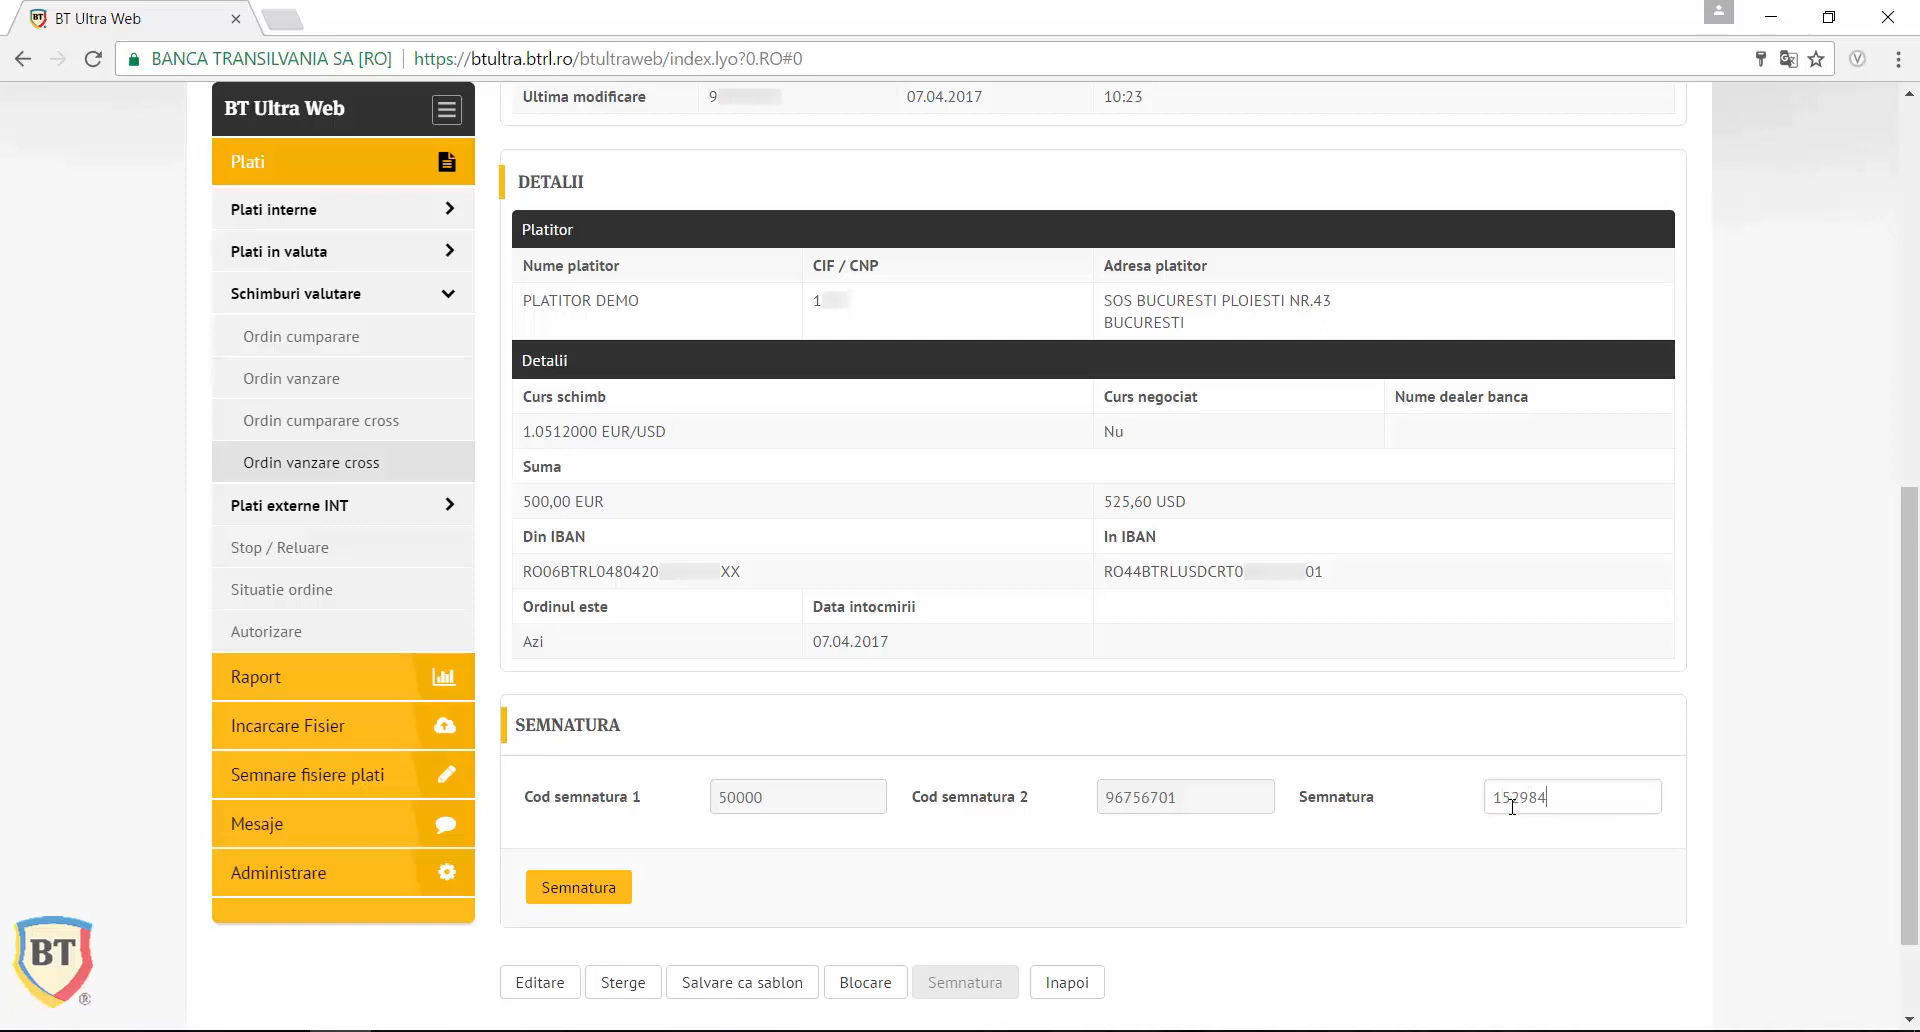 BT Ultra Web
BANCA TRANSILVANIA SA [RO]
https://btultra.btrl.ro/btultraweb/index.lyo?0.RO#0
BT Ultra Web
Plati
Plati interne
Plati in valuta
Schimburi valutare
Ordin cumparare
Ordin vanzare
Ordin cumparare cross
Ordin vanzare cross
Plati externe INT
Stop / Reluare
Situatie ordine
Autorizare
Raport
Incarcare Fisier
Semnare fisiere plati
Mesaje
Administrare
BT ®
Ultima modificare 9 07.04.2017 10:23
DETALII
Platitor
Nume platitor CIF / CNP Adresa platitor
PLATITOR DEMO 1 SOS BUCURESTI PLOIESTI NR.43
BUCURESTI
Detalii
Curs schimb Curs negociat Nume dealer banca
1.0512000 EUR/USD Nu
Suma
500,00 EUR 525,60 USD
Din IBAN In IBAN
RO06BTRL0480420 XX RO44BTRLUSDCRT0 01
Ordinul este Data intocmirii
Azi 07.04.2017
SEMNATURA
Cod semnatura 1 50000 Cod semnatura 2 96756701 Semnatura 152984
Semnatura
Editare Sterge Salvare ca sablon Blocare Semnatura Inapoi